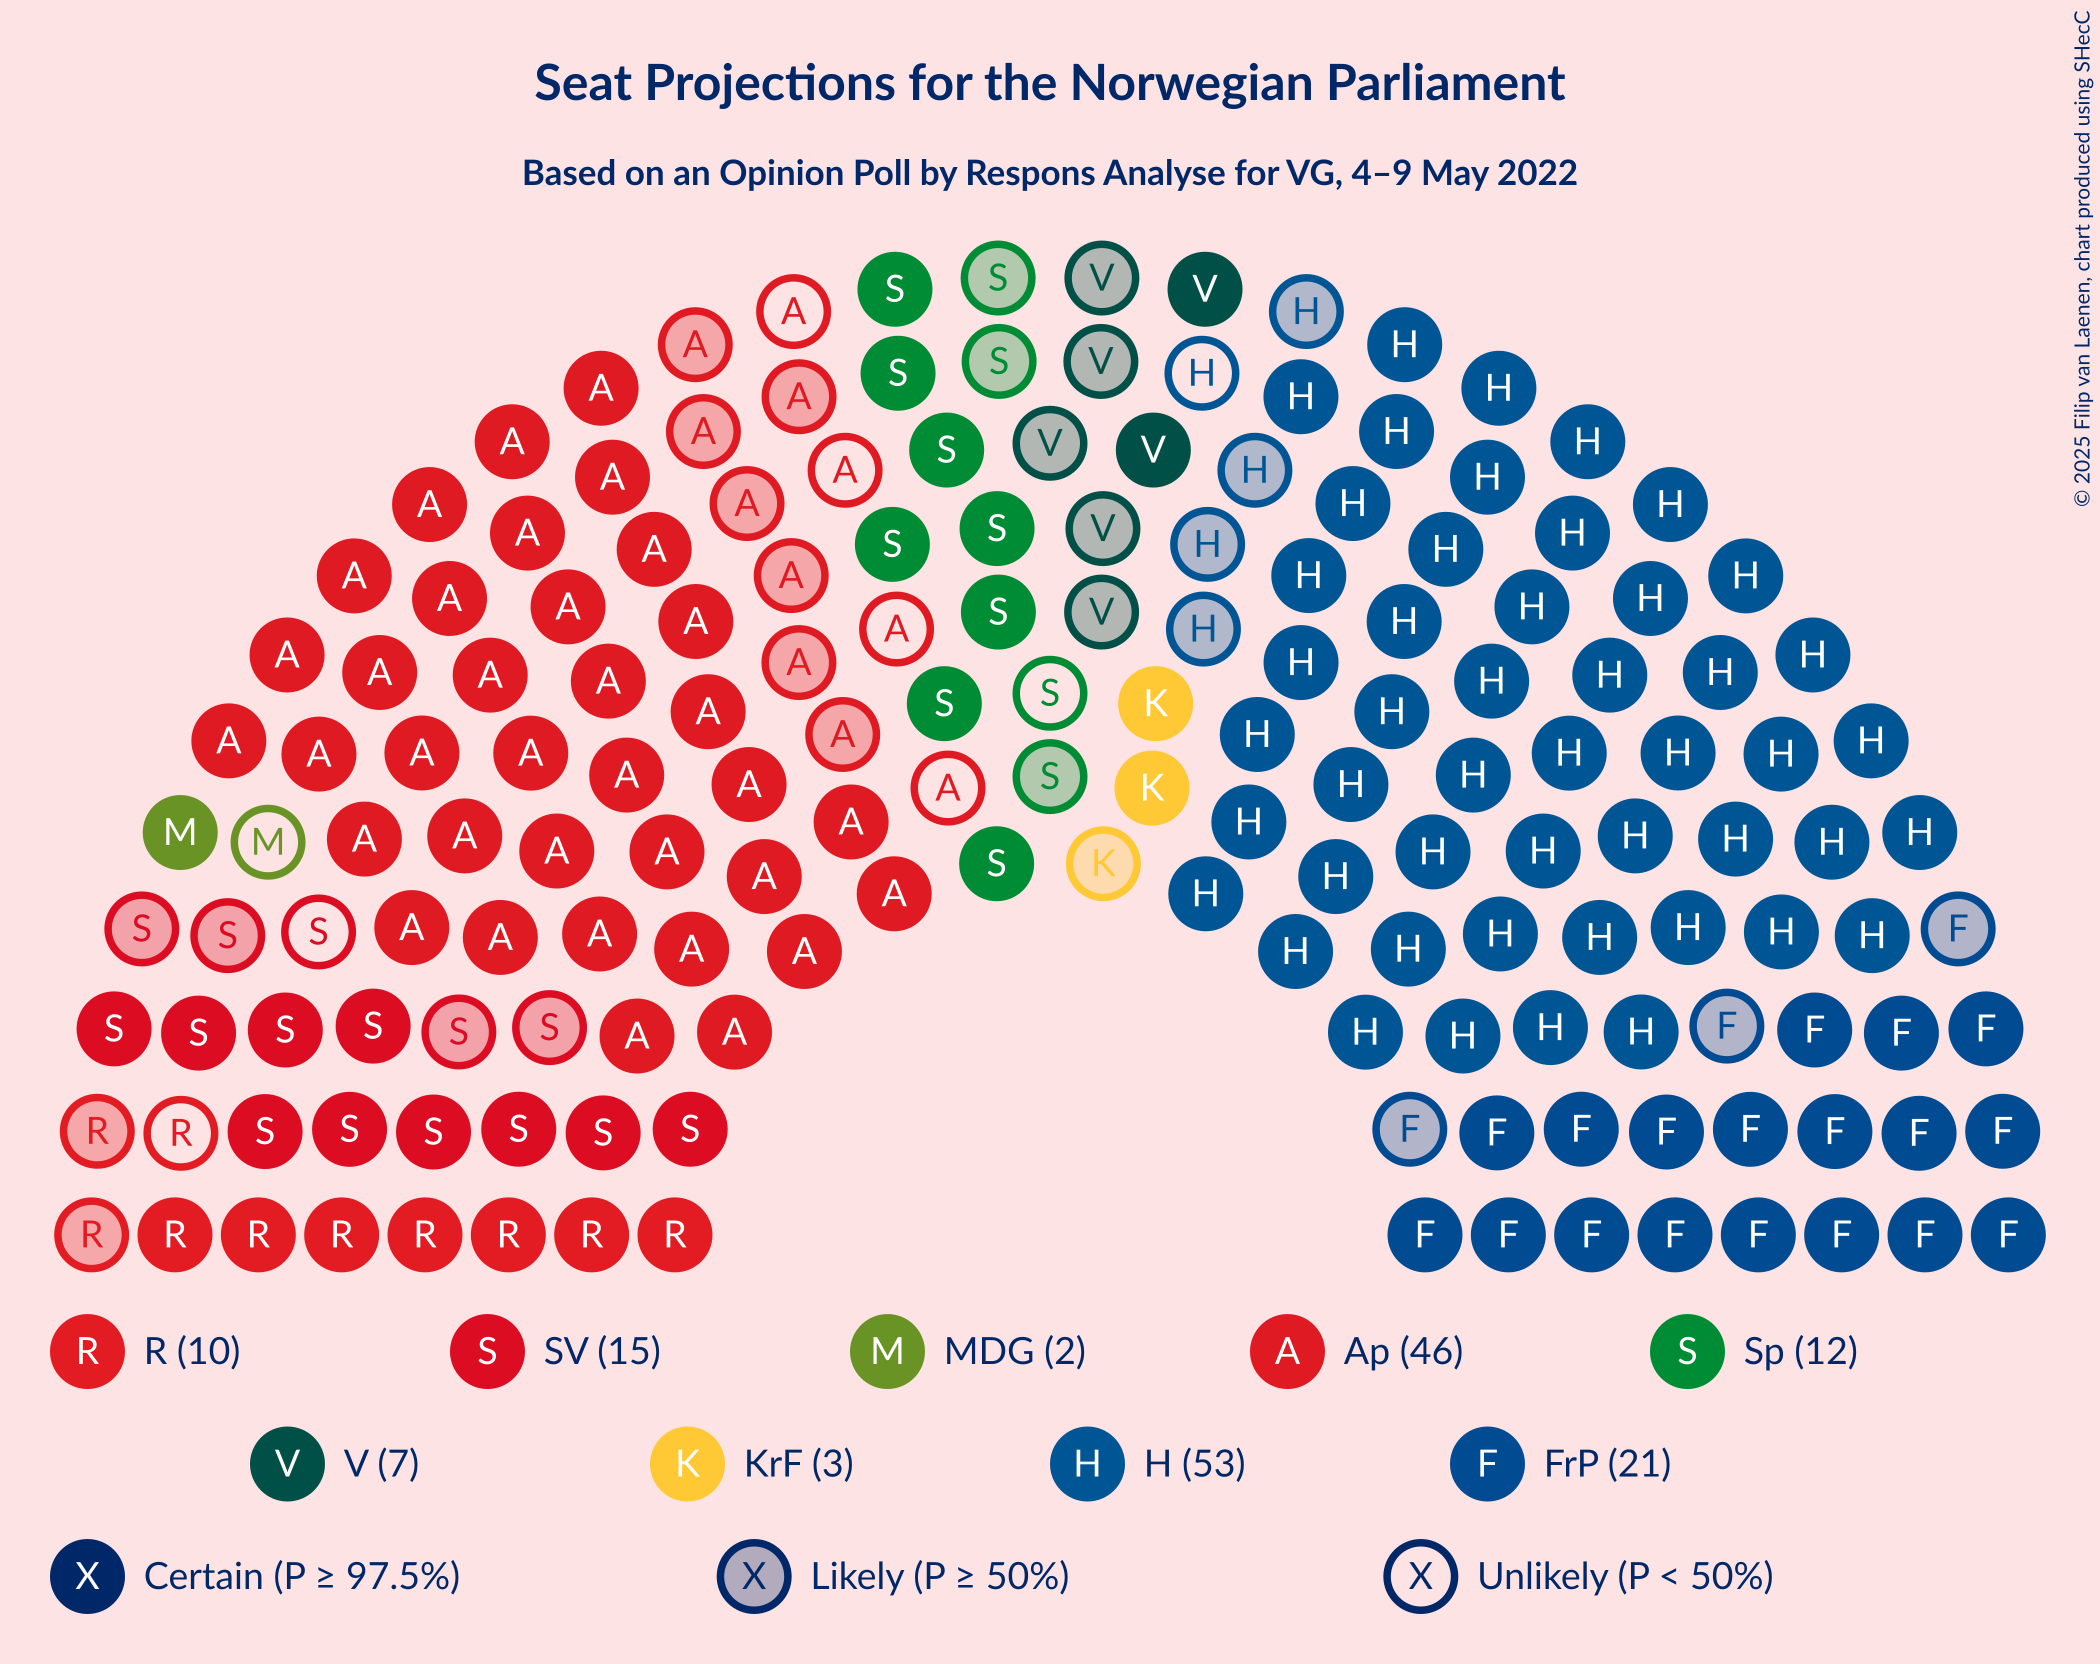 © 2025 Filip van Laenen, chart produced using SHecC
Seat Projections for the Norwegian Parliament
Based on an Opinion Poll by Respons Analyse for VG, 4–9 May 2022
A S S V V H
A A A S S V H H H H
A A A A S V V H H H H
A A A A S S V H H H H H
A A A A A A S V H H H H H H
A A A A A A S S K H H H H H H
A A A A A A A A S K H H H H H H H
M M A A A A A A S K H H H H H H H H
S S S A A A A A A H H H H H H H H F
S S S S S S A A H H H H F F F F
R R S S S S S S F F F F F F F F
R R R R R R R R F F F F F F F F
R R (10) S SV (15) M MDG (2) A Ap (46) S Sp (12)
V V (7) K KrF (3) H H (53) F FrP (21)
X Certain (P ≥ 97.5%) X Likely (P ≥ 50%) X Unlikely (P < 50%)